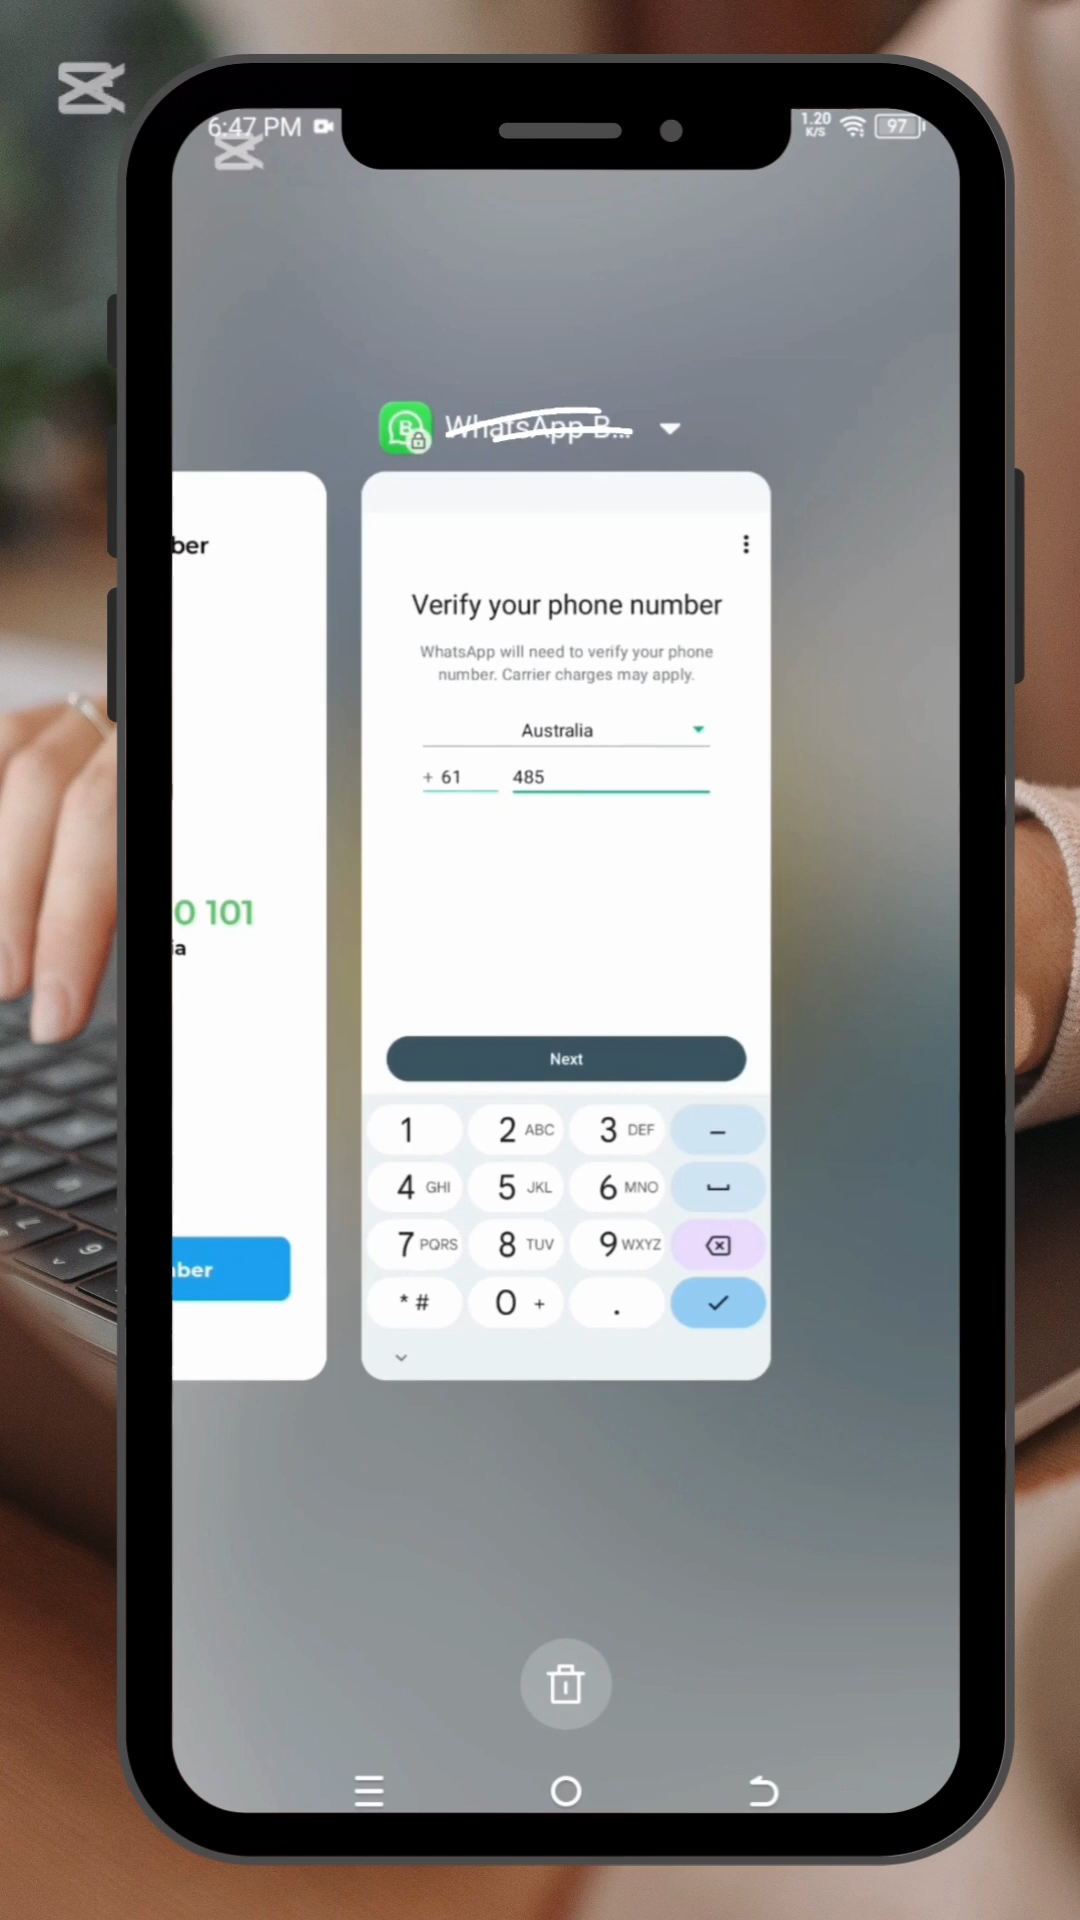 6:47 PM
1.20
K/S
97
WhatsApp B...
ber
Verify your phone number
WhatsApp will need to verify your phone
number. Carrier charges may apply.
Australia
+ 61 485
0 101
ia
Next
1
2 ABC
3 DEF
–
4 GHI
5 JKL
6 MNO
7 PQRS
8 TUV
9 WXYZ
nber
* #
0 +
.